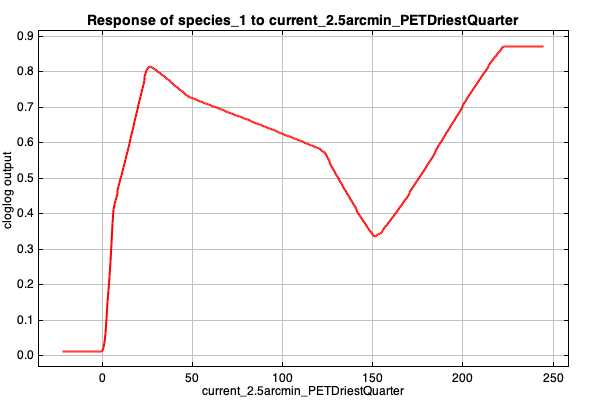 Response of species_1 to current_2.5arcmin_PETDriestQuarter
0.9
0.8
0.7
0.6
0.5
0.4
0.3
0.2
0.1
0.0
cloglog output
0 50 100 150 200 250
current_2.5arcmin_PETDriestQuarter